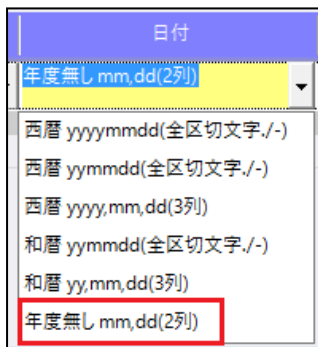 日付
年度無し mm,dd(2列)
西暦 yyyymmdd(全区切文字./-)
西暦 yymmdd(全区切文字./-)
西暦 yyyy,mm,dd(3列)
和暦 yymmdd(全区切文字./-)
和暦 yy,mm,dd(3列)
年度無し mm,dd(2列)